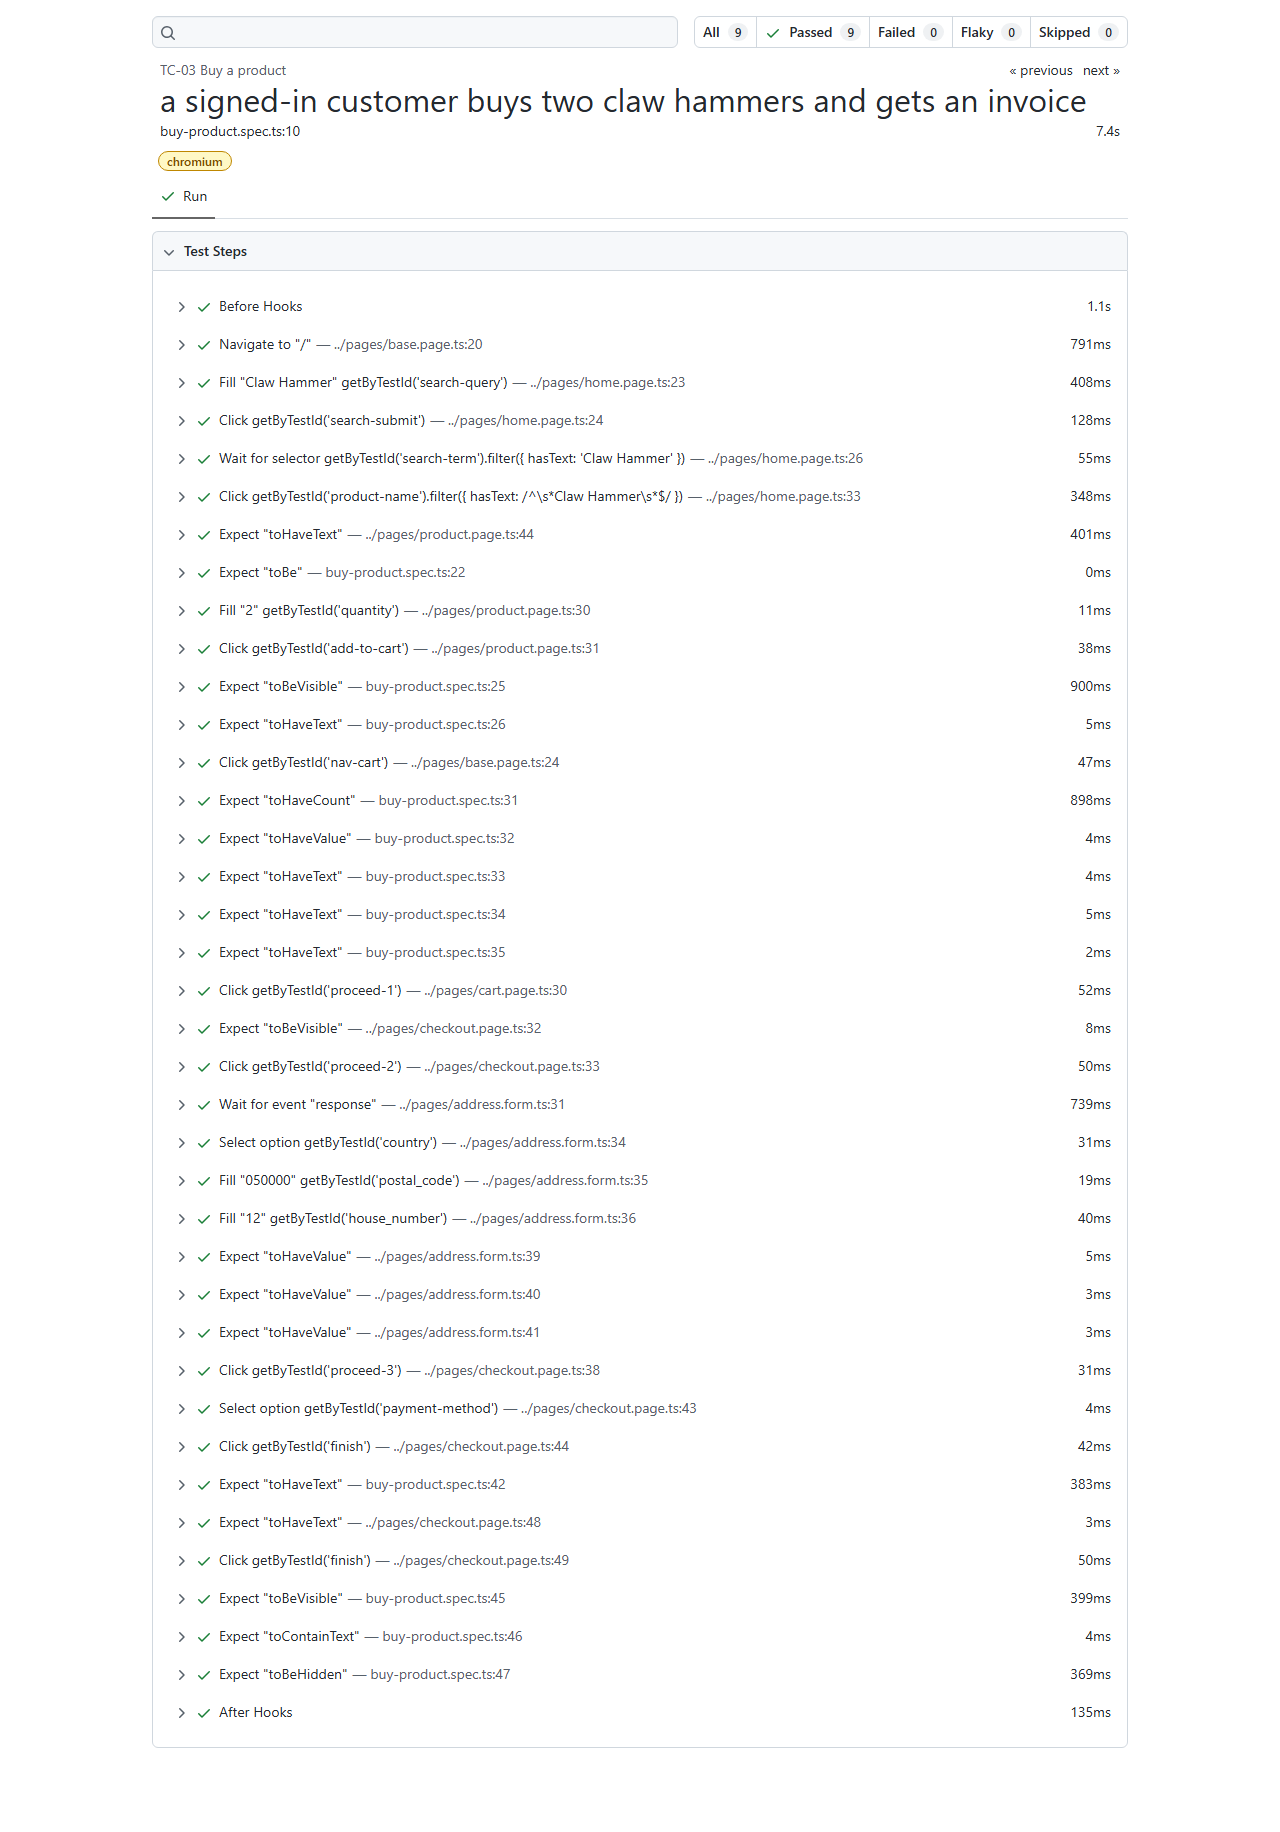 All 9 Passed 9 Failed 0 Flaky 0 Skipped 0
TC-03 Buy a product « previous next »
a signed-in customer buys two claw hammers and gets an invoice
buy-product.spec.ts:10 7.4s
chromium
Run
Test Steps
Before Hooks 1.1s
Navigate to "/" — ../pages/base.page.ts:20 791ms
Fill "Claw Hammer" getByTestId('search-query') — ../pages/home.page.ts:23 408ms
Click getByTestId('search-submit') — ../pages/home.page.ts:24 128ms
Wait for selector getByTestId('search-term').filter({ hasText: 'Claw Hammer' }) — ../pages/home.page.ts:26 55ms
Click getByTestId('product-name').filter({ hasText: /^\s*Claw Hammer\s*$/ }) — ../pages/home.page.ts:33 348ms
Expect "toHaveText" — ../pages/product.page.ts:44 401ms
Expect "toBe" — buy-product.spec.ts:22 0ms
Fill "2" getByTestId('quantity') — ../pages/product.page.ts:30 11ms
Click getByTestId('add-to-cart') — ../pages/product.page.ts:31 38ms
Expect "toBeVisible" — buy-product.spec.ts:25 900ms
Expect "toHaveText" — buy-product.spec.ts:26 5ms
Click getByTestId('nav-cart') — ../pages/base.page.ts:24 47ms
Expect "toHaveCount" — buy-product.spec.ts:31 898ms
Expect "toHaveValue" — buy-product.spec.ts:32 4ms
Expect "toHaveText" — buy-product.spec.ts:33 4ms
Expect "toHaveText" — buy-product.spec.ts:34 5ms
Expect "toHaveText" — buy-product.spec.ts:35 2ms
Click getByTestId('proceed-1') — ../pages/cart.page.ts:30 52ms
Expect "toBeVisible" — ../pages/checkout.page.ts:32 8ms
Click getByTestId('proceed-2') — ../pages/checkout.page.ts:33 50ms
Wait for event "response" — ../pages/address.form.ts:31 739ms
Select option getByTestId('country') — ../pages/address.form.ts:34 31ms
Fill "050000" getByTestId('postal_code') — ../pages/address.form.ts:35 19ms
Fill "12" getByTestId('house_number') — ../pages/address.form.ts:36 40ms
Expect "toHaveValue" — ../pages/address.form.ts:39 5ms
Expect "toHaveValue" — ../pages/address.form.ts:40 3ms
Expect "toHaveValue" — ../pages/address.form.ts:41 3ms
Click getByTestId('proceed-3') — ../pages/checkout.page.ts:38 31ms
Select option getByTestId('payment-method') — ../pages/checkout.page.ts:43 4ms
Click getByTestId('finish') — ../pages/checkout.page.ts:44 42ms
Expect "toHaveText" — buy-product.spec.ts:42 383ms
Expect "toHaveText" — ../pages/checkout.page.ts:48 3ms
Click getByTestId('finish') — ../pages/checkout.page.ts:49 50ms
Expect "toBeVisible" — buy-product.spec.ts:45 399ms
Expect "toContainText" — buy-product.spec.ts:46 4ms
Expect "toBeHidden" — buy-product.spec.ts:47 369ms
After Hooks 135ms